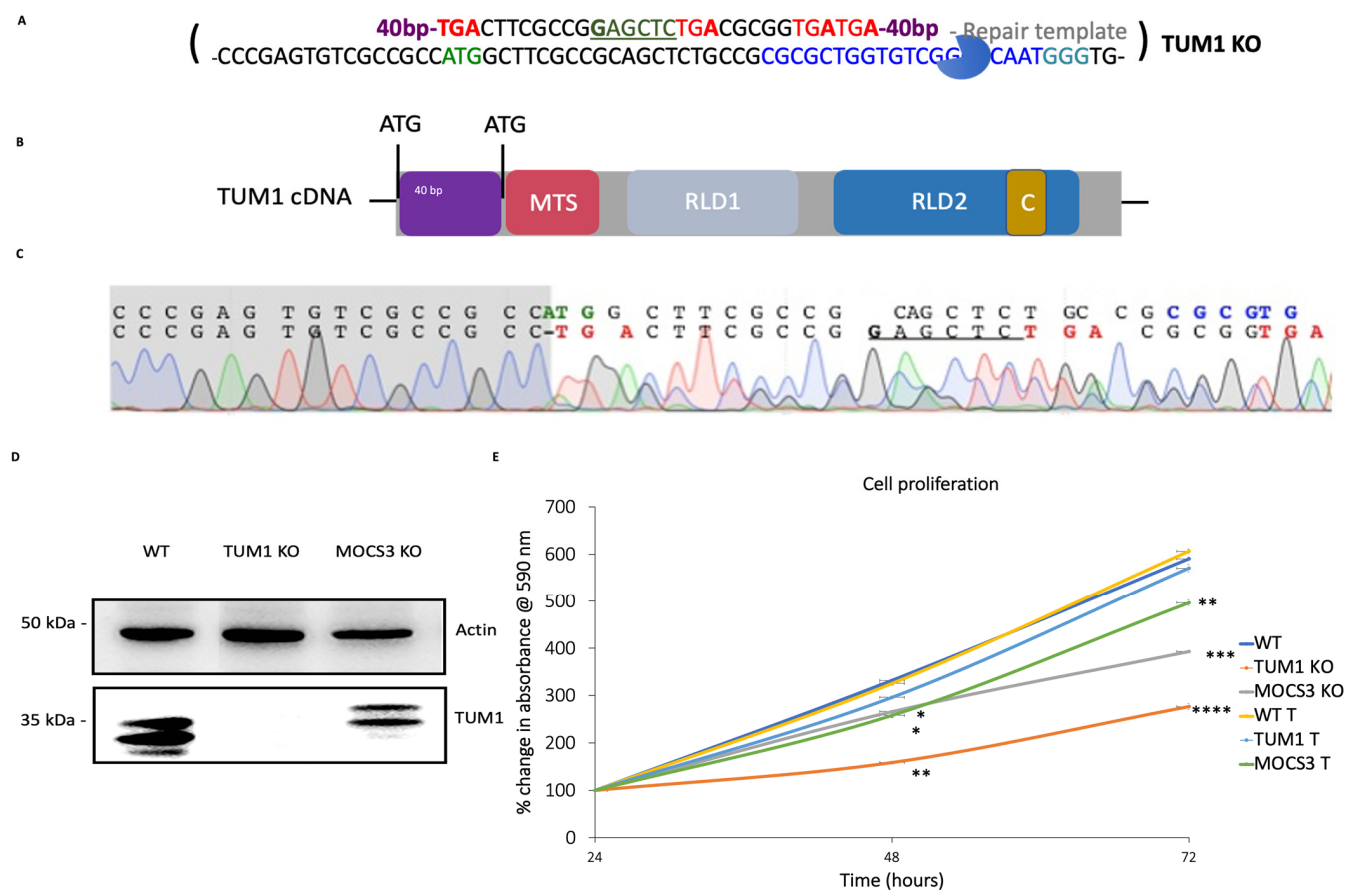 A
40bp-TGACTTCGCCGGAGCTCTGACGCGGTGATGA-40bp - Repair template
( -CCCGAGTGTCGCCGCCATGGCTTCGCCGCAGCTCTGCCGCGCGCTGGTGTCGG CAATGGGTG- ) TUM1 KO
B
ATG ATG
TUM1 cDNA 40 bp MTS RLD1 RLD2 C
C
C C C G A G T G T C G C C G C C A T G G C T T C G C C G C A G C T C T G C C G C G C G T G
C C C G A G T G T C G C C G C C - T G A C T T C G C C G G A G C T C T G A C G C G G T G A
D
WT TUM1 KO MOCS3 KO
50 kDa - Actin
35 kDa - TUM1
E
Cell proliferation
% change in absorbance @ 590 nm
700
600
500
400
300
200
100
0
24 48 72
Time (hours)
**
***
****
*
*
**
WT
TUM1 KO
MOCS3 KO
WT T
TUM1 T
MOCS3 T